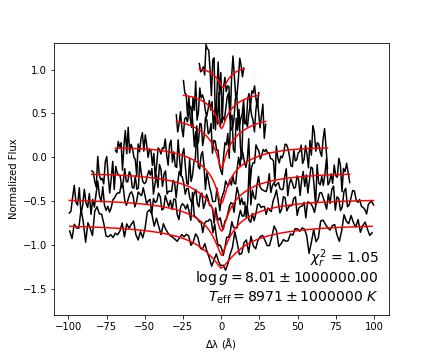 1.0
0.5
0.0
−0.5
−1.0
−1.5
Normalized Flux
χ²ᵣ = 1.05
log g = 8.01 ± 1000000.00
T_eff = 8971 ± 1000000 K
−100 −75 −50 −25 0 25 50 75 100
Δλ (Å)